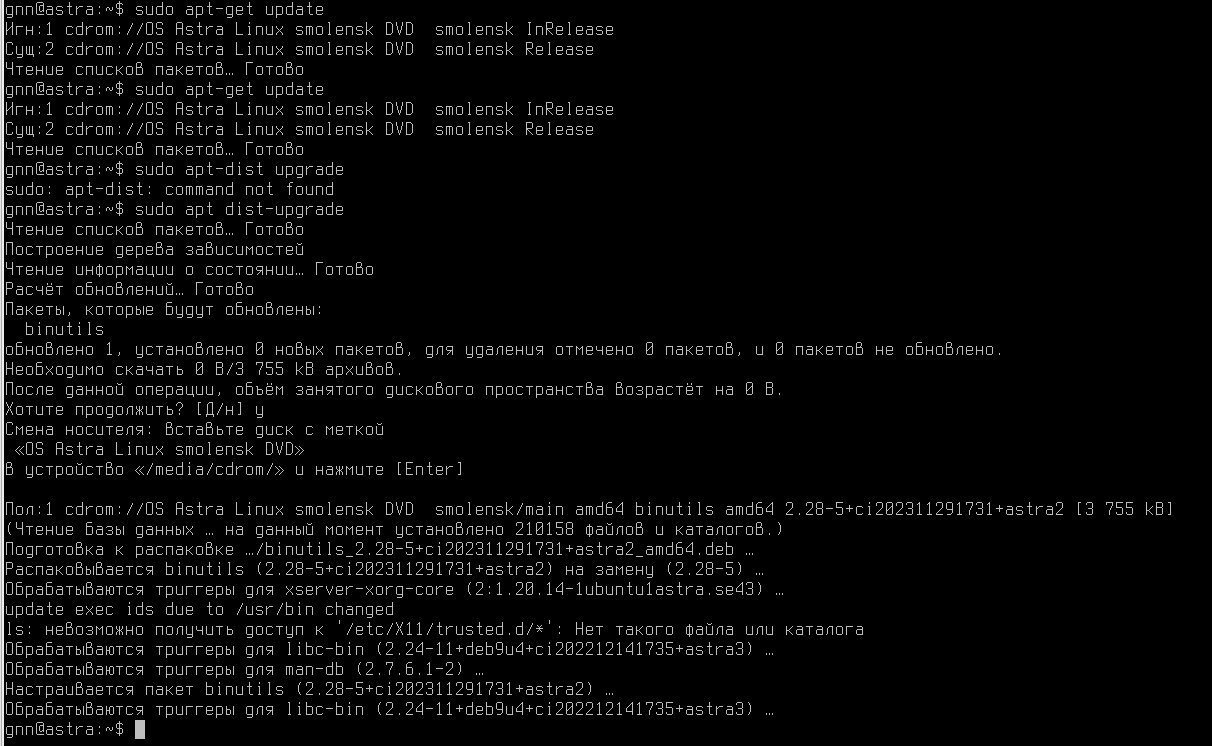 gnn@astra:~$ sudo apt-get update
Игн:1 cdrom://OS Astra Linux smolensk DVD  smolensk InRelease
Сущ:2 cdrom://OS Astra Linux smolensk DVD  smolensk Release
Чтение списков пакетов… Готово
gnn@astra:~$ sudo apt-get update
Игн:1 cdrom://OS Astra Linux smolensk DVD  smolensk InRelease
Сущ:2 cdrom://OS Astra Linux smolensk DVD  smolensk Release
Чтение списков пакетов… Готово
gnn@astra:~$ sudo apt-dist upgrade
sudo: apt-dist: command not found
gnn@astra:~$ sudo apt dist-upgrade
Чтение списков пакетов… Готово
Построение дерева зависимостей
Чтение информации о состоянии… Готово
Расчёт обновлений… Готово
Пакеты, которые будут обновлены:
  binutils
обновлено 1, установлено 0 новых пакетов, для удаления отмечено 0 пакетов, и 0 пакетов не обновлено.
Необходимо скачать 0 B/3 755 kB архивов.
После данной операции, объём занятого дискового пространства возрастёт на 0 B.
Хотите продолжить? [Д/н] y
Смена носителя: вставьте диск с меткой
 «OS Astra Linux smolensk DVD»
в устройство «/media/cdrom/» и нажмите [Enter]
Пол:1 cdrom://OS Astra Linux smolensk DVD  smolensk/main amd64 binutils amd64 2.28-5+ci202311291731+astra2 [3 755 kB]
(Чтение базы данных … на данный момент установлено 210158 файлов и каталогов.)
Подготовка к распаковке …/binutils_2.28-5+ci202311291731+astra2_amd64.deb …
Распаковывается binutils (2.28-5+ci202311291731+astra2) на замену (2.28-5) …
Обрабатываются триггеры для xserver-xorg-core (2:1.20.14-1ubuntu1astra.se43) …
update exec ids due to /usr/bin changed
ls: невозможно получить доступ к '/etc/X11/trusted.d/*': Нет такого файла или каталога
Обрабатываются триггеры для libc-bin (2.24-11+deb9u4+ci202212141735+astra3) …
Обрабатываются триггеры для man-db (2.7.6.1-2) …
Настраивается пакет binutils (2.28-5+ci202311291731+astra2) …
Обрабатываются триггеры для libc-bin (2.24-11+deb9u4+ci202212141735+astra3) …
gnn@astra:~$